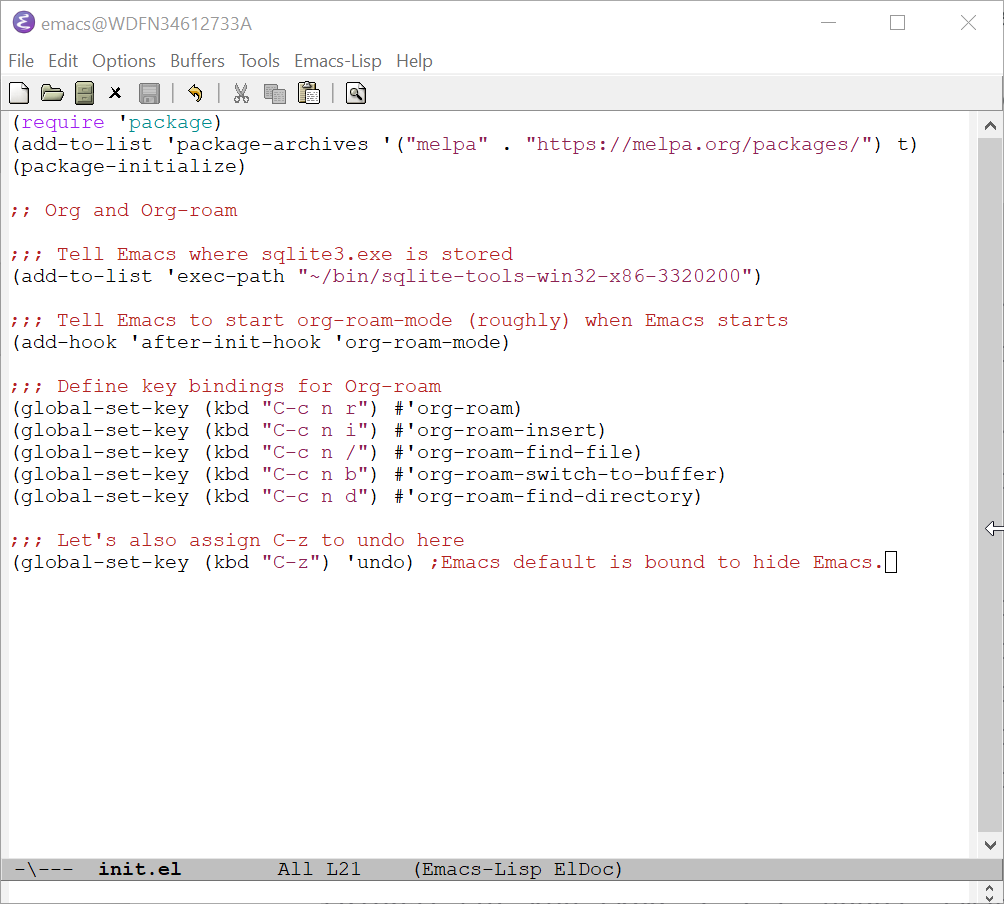 emacs@WDFN34612733A
File Edit Options Buffers Tools Emacs-Lisp Help
(require 'package)
(add-to-list 'package-archives '("melpa" . "https://melpa.org/packages/") t)
(package-initialize)
;; Org and Org-roam
;;; Tell Emacs where sqlite3.exe is stored
(add-to-list 'exec-path "~/bin/sqlite-tools-win32-x86-3320200")
;;; Tell Emacs to start org-roam-mode (roughly) when Emacs starts
(add-hook 'after-init-hook 'org-roam-mode)
;;; Define key bindings for Org-roam
(global-set-key (kbd "C-c n r") #'org-roam)
(global-set-key (kbd "C-c n i") #'org-roam-insert)
(global-set-key (kbd "C-c n /") #'org-roam-find-file)
(global-set-key (kbd "C-c n b") #'org-roam-switch-to-buffer)
(global-set-key (kbd "C-c n d") #'org-roam-find-directory)
;;; Let's also assign C-z to undo here
(global-set-key (kbd "C-z") 'undo) ;Emacs default is bound to hide Emacs.
-\--- init.el All L21 (Emacs-Lisp ElDoc)